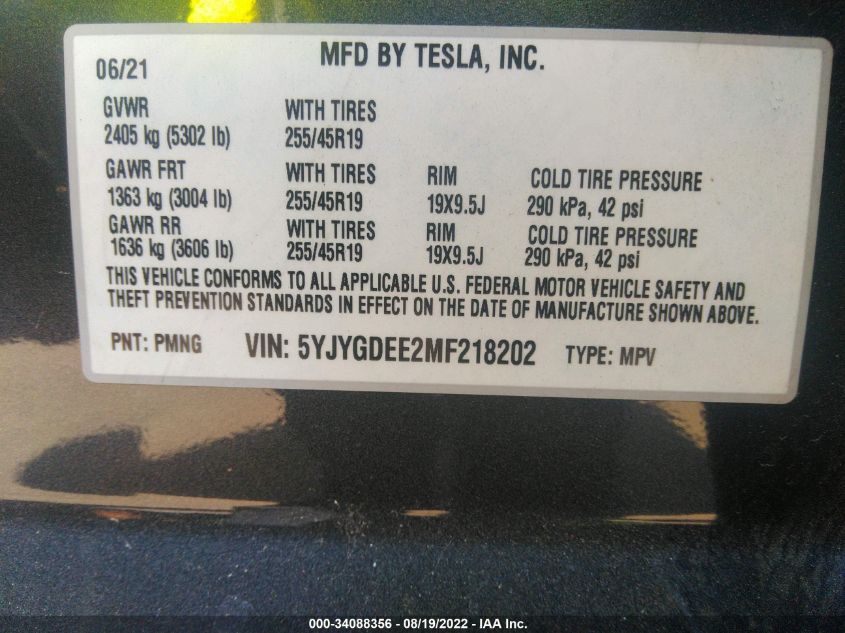 MFD BY TESLA, INC.
06/21
GVWR WITH TIRES
2405 kg (5302 lb) 255/45R19
GAWR FRT WITH TIRES RIM COLD TIRE PRESSURE
1363 kg (3004 lb) 255/45R19 19X9.5J 290 kPa, 42 psi
GAWR RR WITH TIRES RIM COLD TIRE PRESSURE
1636 kg (3606 lb) 255/45R19 19X9.5J 290 kPa, 42 psi
THIS VEHICLE CONFORMS TO ALL APPLICABLE U.S. FEDERAL MOTOR VEHICLE SAFETY AND
THEFT PREVENTION STANDARDS IN EFFECT ON THE DATE OF MANUFACTURE SHOWN ABOVE.
PNT: PMNG VIN: 5YJYGDEE2MF218202 TYPE: MPV
000-34088356 - 08/19/2022 - IAA Inc.